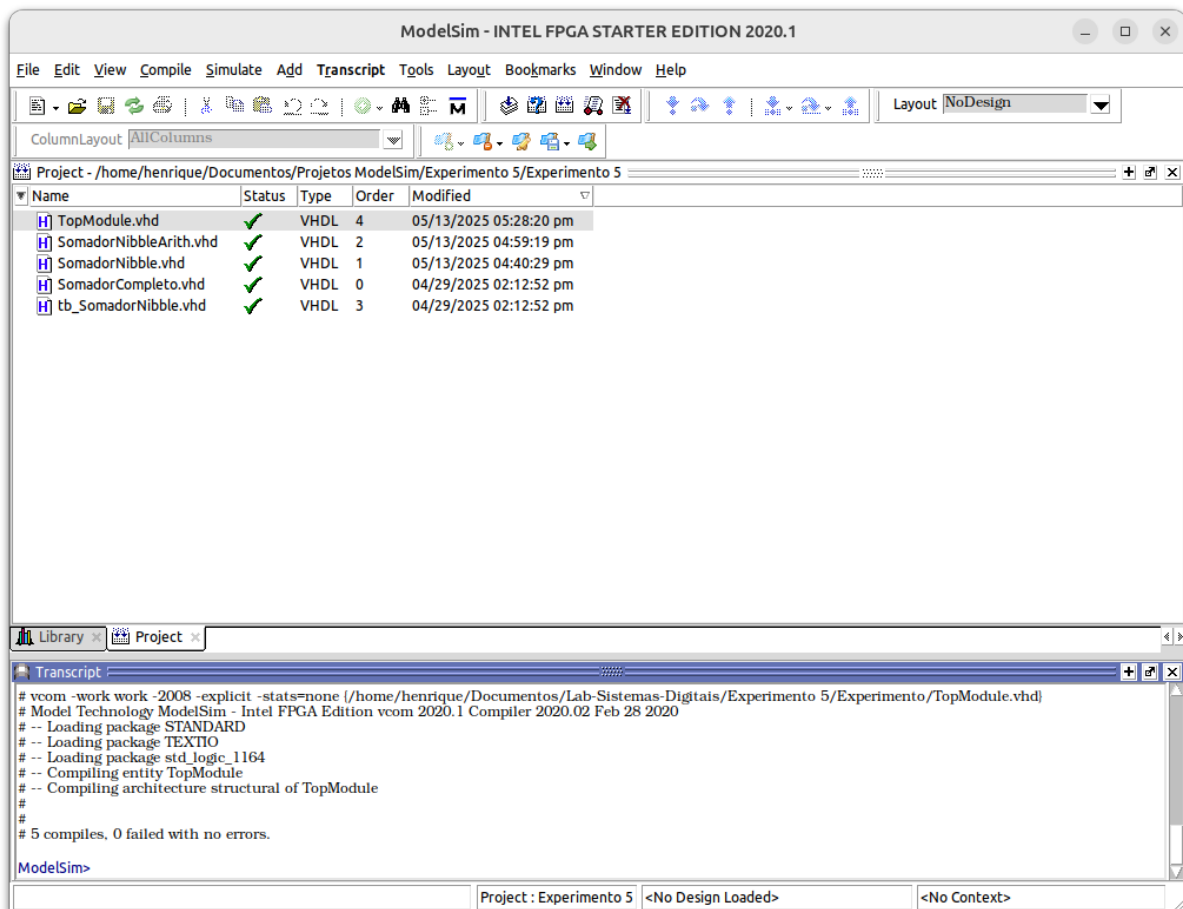 ModelSim - INTEL FPGA STARTER EDITION 2020.1
File Edit View Compile Simulate Add Transcript Tools Layout Bookmarks Window Help
Layout NoDesign
ColumnLayout AllColumns
Project - /home/henrique/Documentos/Projetos ModelSim/Experimento 5/Experimento 5
Name Status Type Order Modified
TopModule.vhd VHDL 4 05/13/2025 05:28:20 pm
SomadorNibbleArith.vhd VHDL 2 05/13/2025 04:59:19 pm
SomadorNibble.vhd VHDL 1 05/13/2025 04:40:29 pm
SomadorCompleto.vhd VHDL 0 04/29/2025 02:12:52 pm
tb_SomadorNibble.vhd VHDL 3 04/29/2025 02:12:52 pm
Library Project
Transcript
# vcom -work work -2008 -explicit -stats=none {/home/henrique/Documentos/Lab-Sistemas-Digitais/Experimento 5/Experimento/TopModule.vhd}
# Model Technology ModelSim - Intel FPGA Edition vcom 2020.1 Compiler 2020.02 Feb 28 2020
# -- Loading package STANDARD
# -- Loading package TEXTIO
# -- Loading package std_logic_1164
# -- Compiling entity TopModule
# -- Compiling architecture structural of TopModule
#
#
# 5 compiles, 0 failed with no errors.
ModelSim>
Project : Experimento 5 <No Design Loaded> <No Context>